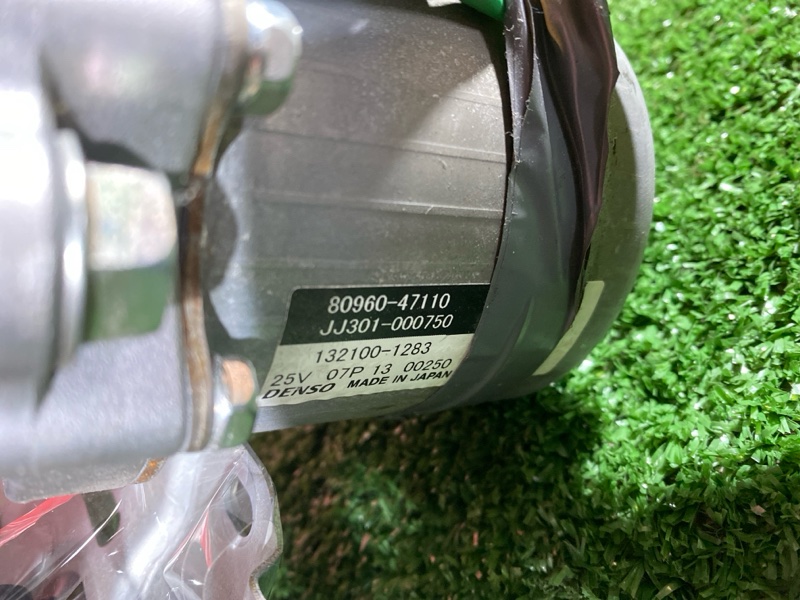 80960-47110
JJ301-000750
132100-1283
25V 07P 13 00250
DENSO MADE IN JAPAN